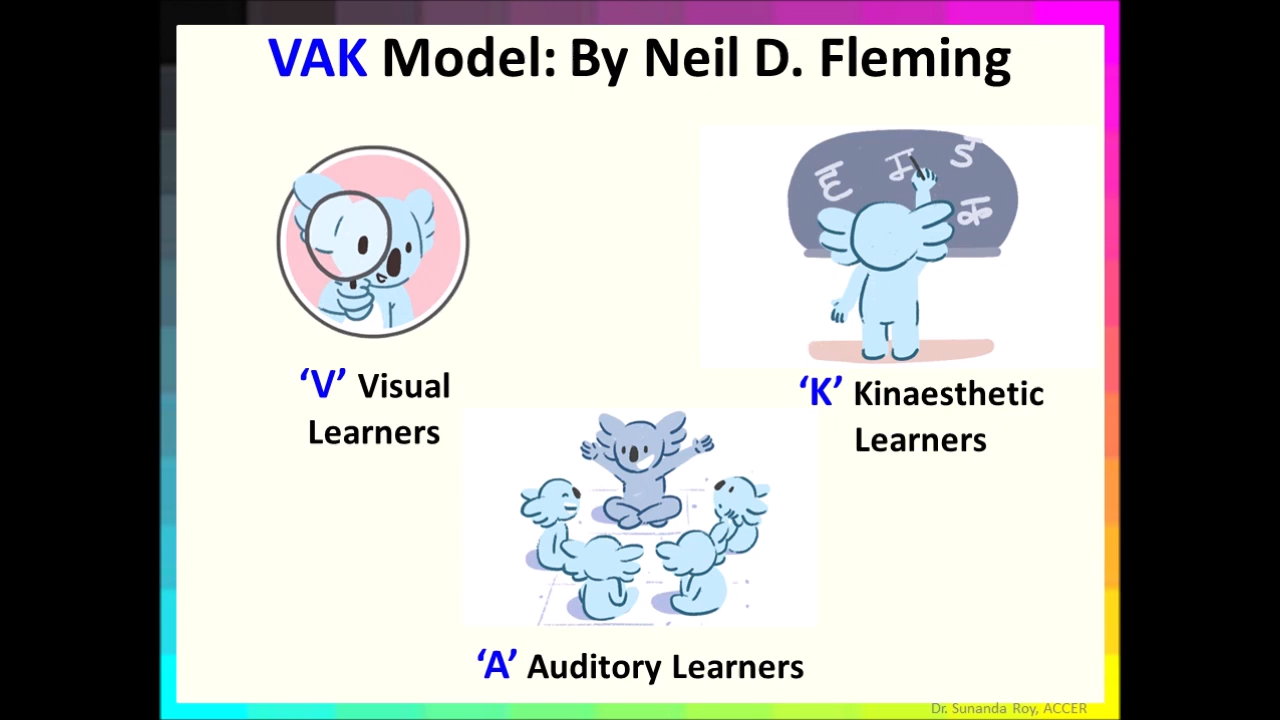 VAK Model: By Neil D. Fleming
ह म ई
क
‘V’ Visual
Learners
‘K’ Kinaesthetic
Learners
‘A’ Auditory Learners
Dr. Sunanda Roy, ACCER